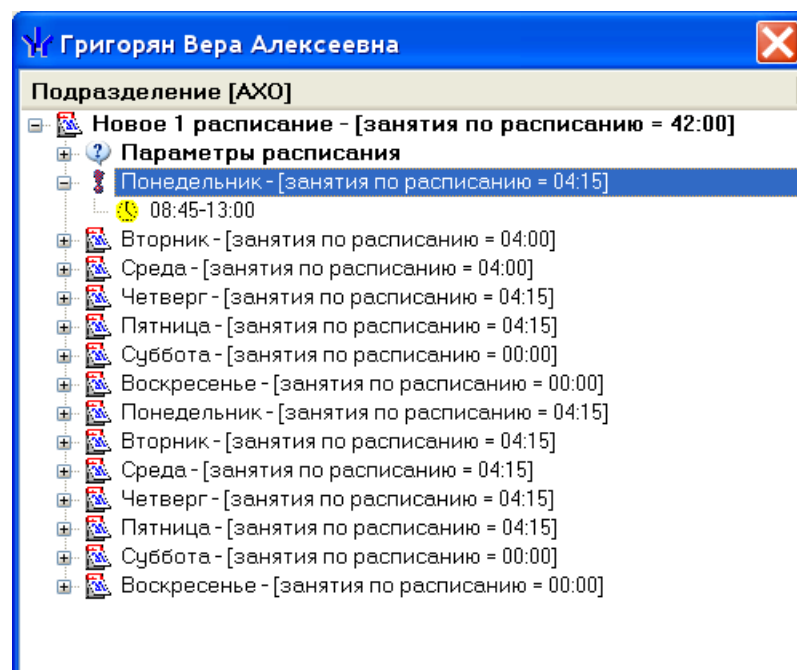 Григорян Вера Алексеевна
Подразделение [АХО]
Новое 1 расписание - [занятия по расписанию = 42:00]
Параметры расписания
Понедельник - [занятия по расписанию = 04:15]
08:45-13:00
Вторник - [занятия по расписанию = 04:00]
Среда - [занятия по расписанию = 04:00]
Четверг - [занятия по расписанию = 04:15]
Пятница - [занятия по расписанию = 04:15]
Суббота - [занятия по расписанию = 00:00]
Воскресенье - [занятия по расписанию = 00:00]
Понедельник - [занятия по расписанию = 04:15]
Вторник - [занятия по расписанию = 04:15]
Среда - [занятия по расписанию = 04:15]
Четверг - [занятия по расписанию = 04:15]
Пятница - [занятия по расписанию = 04:15]
Суббота - [занятия по расписанию = 00:00]
Воскресенье - [занятия по расписанию = 00:00]